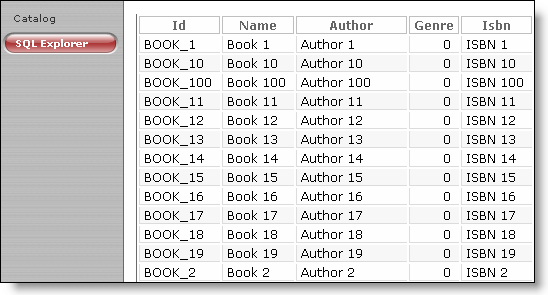 Catalog
SQL Explorer
Id Name Author Genre Isbn
BOOK_1 Book 1 Author 1 0 ISBN 1
BOOK_10 Book 10 Author 10 0 ISBN 10
BOOK_100 Book 100 Author 100 0 ISBN 100
BOOK_11 Book 11 Author 11 0 ISBN 11
BOOK_12 Book 12 Author 12 0 ISBN 12
BOOK_13 Book 13 Author 13 0 ISBN 13
BOOK_14 Book 14 Author 14 0 ISBN 14
BOOK_15 Book 15 Author 15 0 ISBN 15
BOOK_16 Book 16 Author 16 0 ISBN 16
BOOK_17 Book 17 Author 17 0 ISBN 17
BOOK_18 Book 18 Author 18 0 ISBN 18
BOOK_19 Book 19 Author 19 0 ISBN 19
BOOK_2 Book 2 Author 2 0 ISBN 2